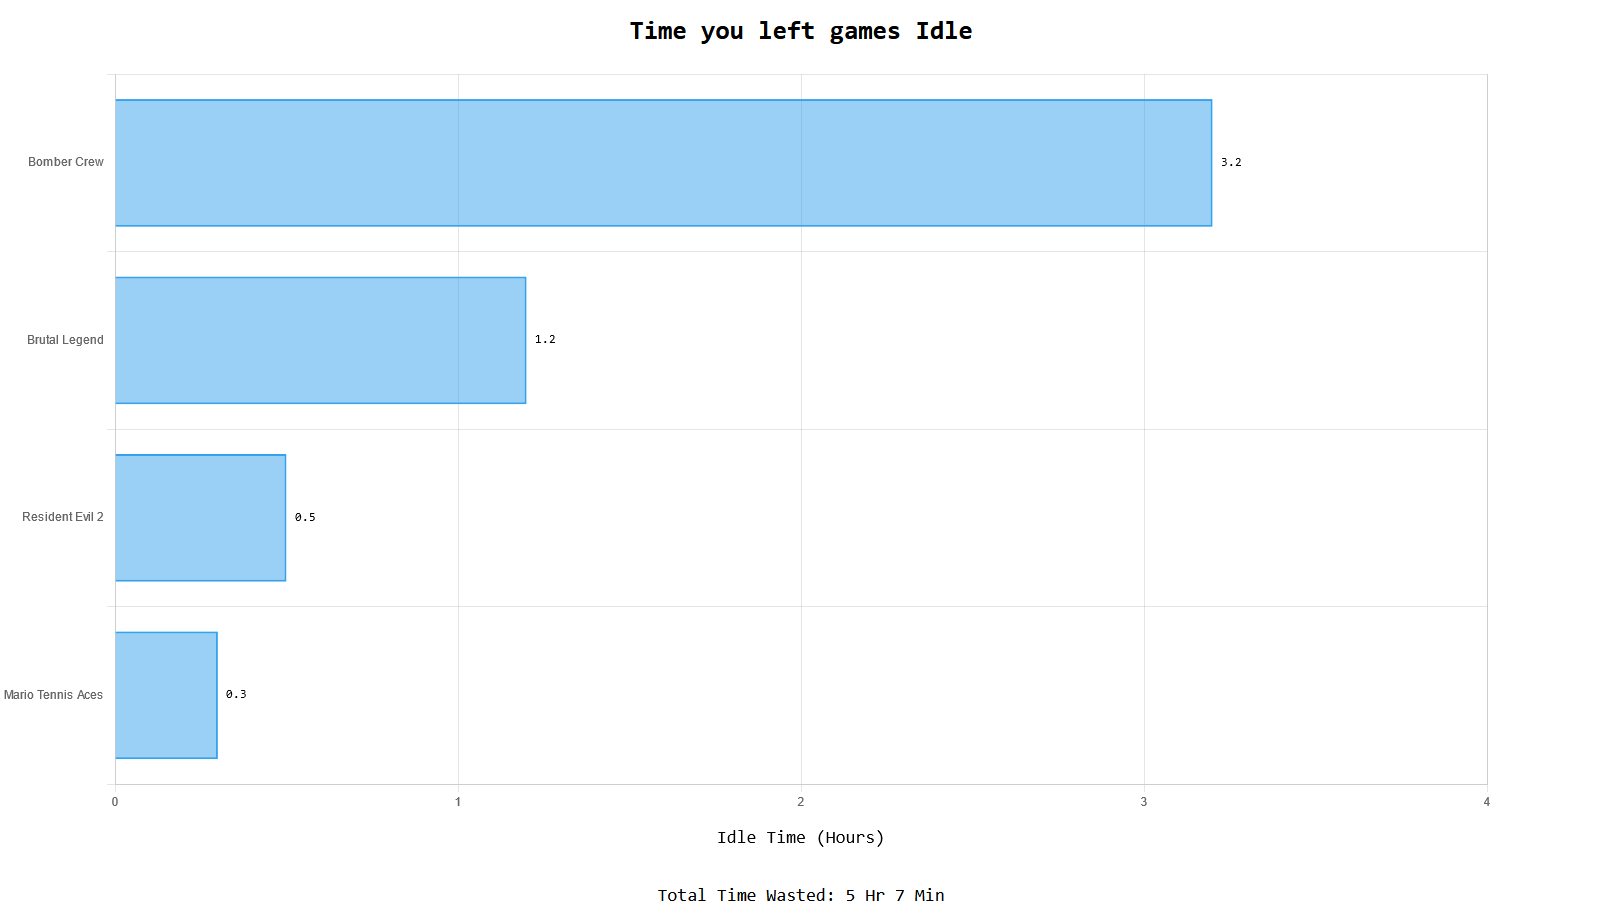 Time you left games Idle
Bomber Crew
3.2
Brutal Legend
1.2
Resident Evil 2
0.5
Mario Tennis Aces
0.3
0 1 2 3 4
Idle Time (Hours)
Total Time Wasted: 5 Hr 7 Min